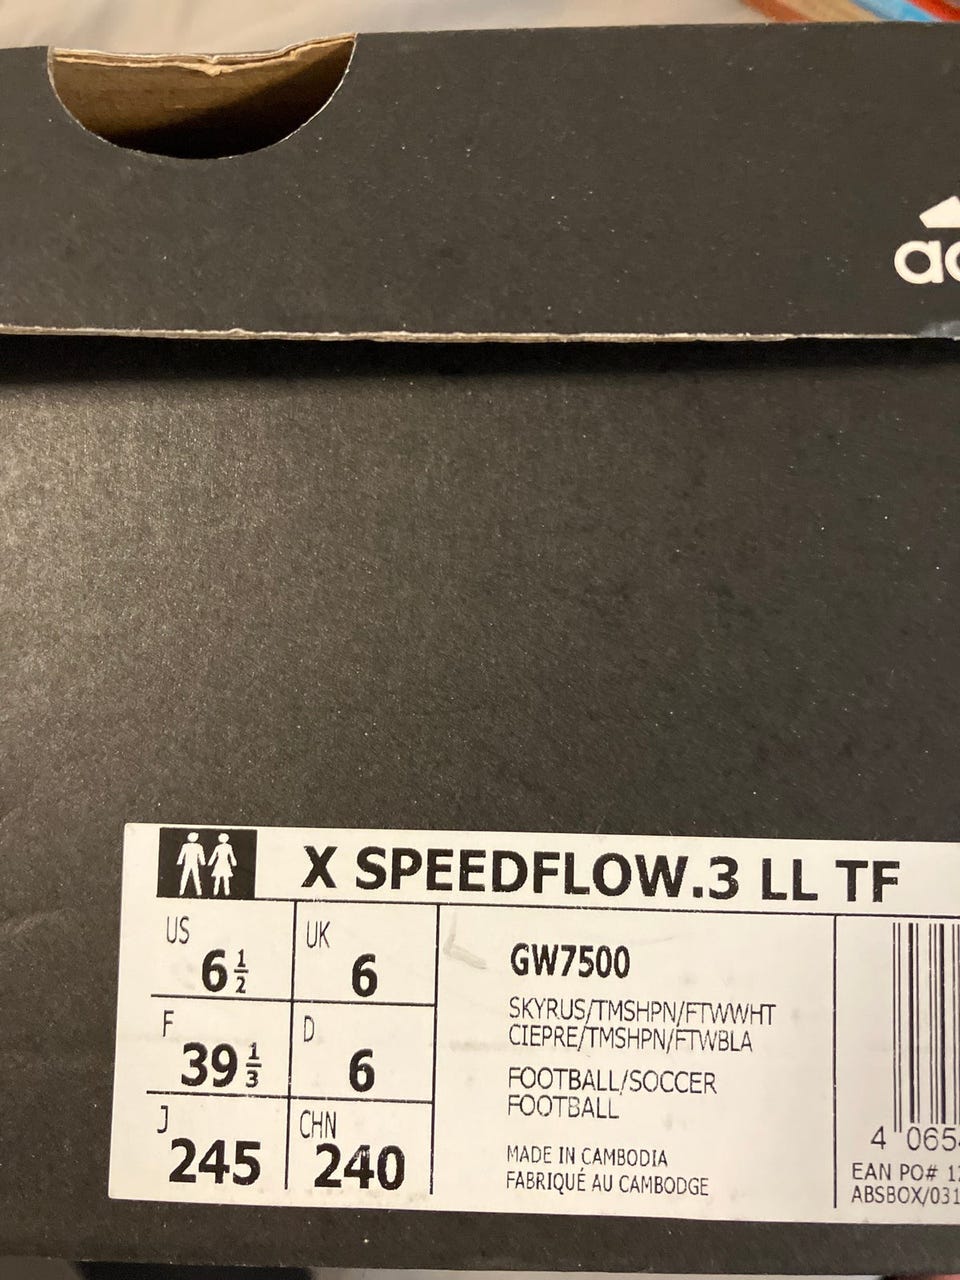 X SPEEDFLOW.3 LL TF
US 6 1/2
UK 6
F 39 1/3
D 6
J 245
CHN 240
GW7500
SKYRUS/TMSHPN/FTWWHT
CIEPRE/TMSHPN/FTWBLA
FOOTBALL/SOCCER
FOOTBALL
MADE IN CAMBODIA
FABRIQUÉ AU CAMBODGE
4 065
EAN PO#
ABSBOX/031